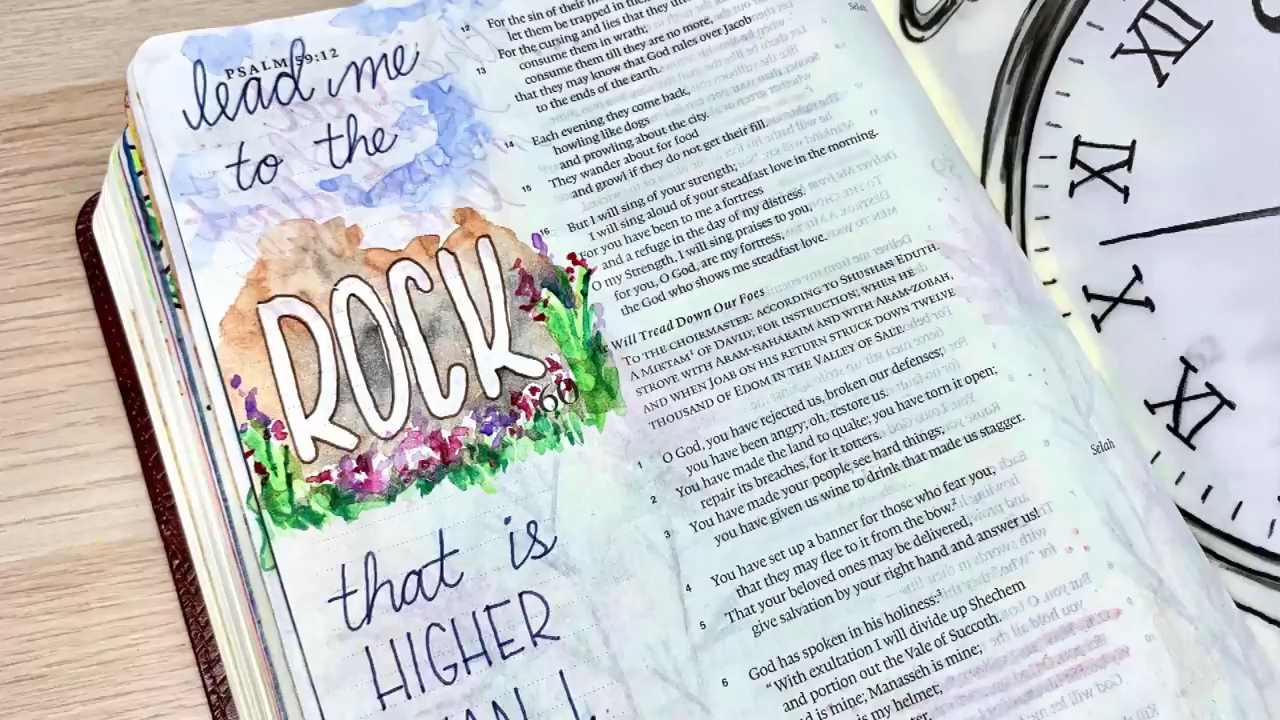 PSALM 59:12
lead me
to the
ROCK
that is
HIGHER
12 For the sin of their
let them be trapped in their
For the cursing and lies that they
13 consume them in wrath;
consume them till they are no more,
that they may know that God rules over Jacob
to the ends of the earth. Selah
14 Each evening they come back,
howling like dogs
and prowling about the city.
15 They wander about for food
and growl if they do not get their fill.
16 But I will sing of your strength;
I will sing aloud of your steadfast love in the morning.
For you have been to me a fortress
and a refuge in the day of my distress.
O my Strength, I will sing praises to you,
for you, O God, are my fortress,
the God who shows me steadfast love.
Will Tread Down Our Foes
60
TO THE CHOIRMASTER: ACCORDING TO SHUSHAN EDUTH.
A MIKTAM¹ OF DAVID; FOR INSTRUCTION; WHEN HE
STROVE WITH ARAM-NAHARAIM AND WITH ARAM-ZOBAH,
AND WHEN JOAB ON HIS RETURN STRUCK DOWN TWELVE
THOUSAND OF EDOM IN THE VALLEY OF SALT.
1 O God, you have rejected us, broken our defenses;
you have been angry; oh, restore us.
2 You have made the land to quake; you have torn it open;
repair its breaches, for it totters.
3 You have made your people see hard things;
you have given us wine to drink that made us stagger.
4 You have set up a banner for those who fear you,
that they may flee to it from the bow.² Selah
5 That your beloved ones may be delivered,
give salvation by your right hand and answer us!
6 God has spoken in his holiness:³
"With exultation I will divide up Shechem
and portion out the Vale of Succoth.
is mine; Manasseh is mine;
is my helmet;
XII
IX
X
XI